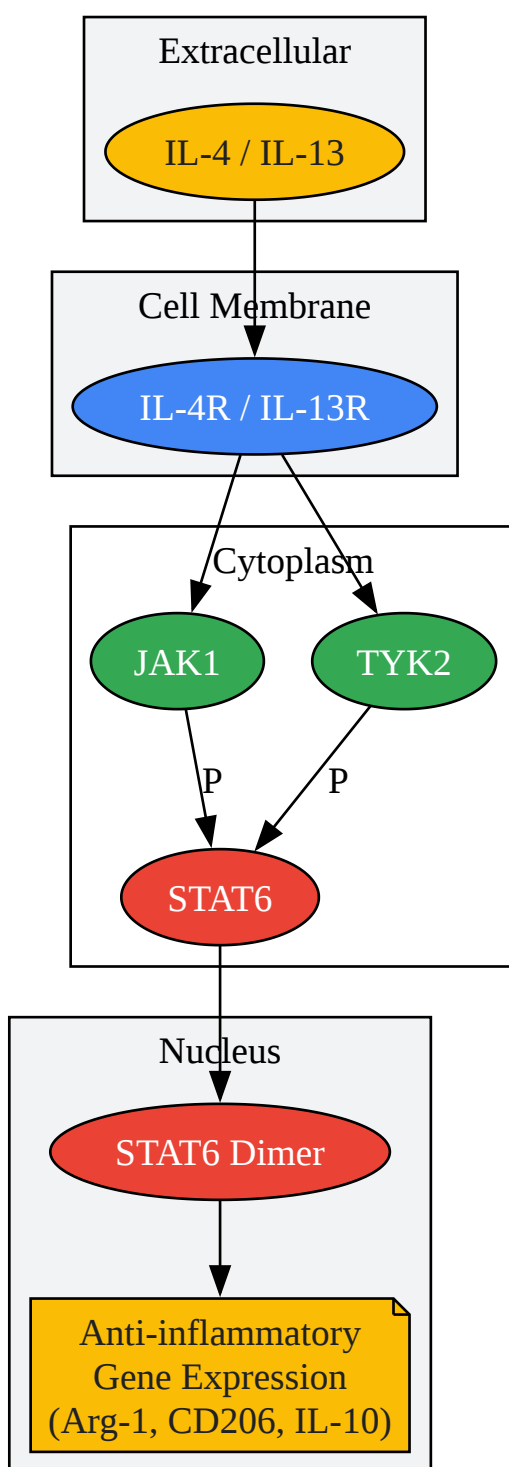 Extracellular
IL-4 / IL-13
Cell Membrane
IL-4R / IL-13R
Cytoplasm
JAK1
TYK2
P
P
STAT6
Nucleus
STAT6 Dimer
Anti-inflammatory
Gene Expression
(Arg-1, CD206, IL-10)